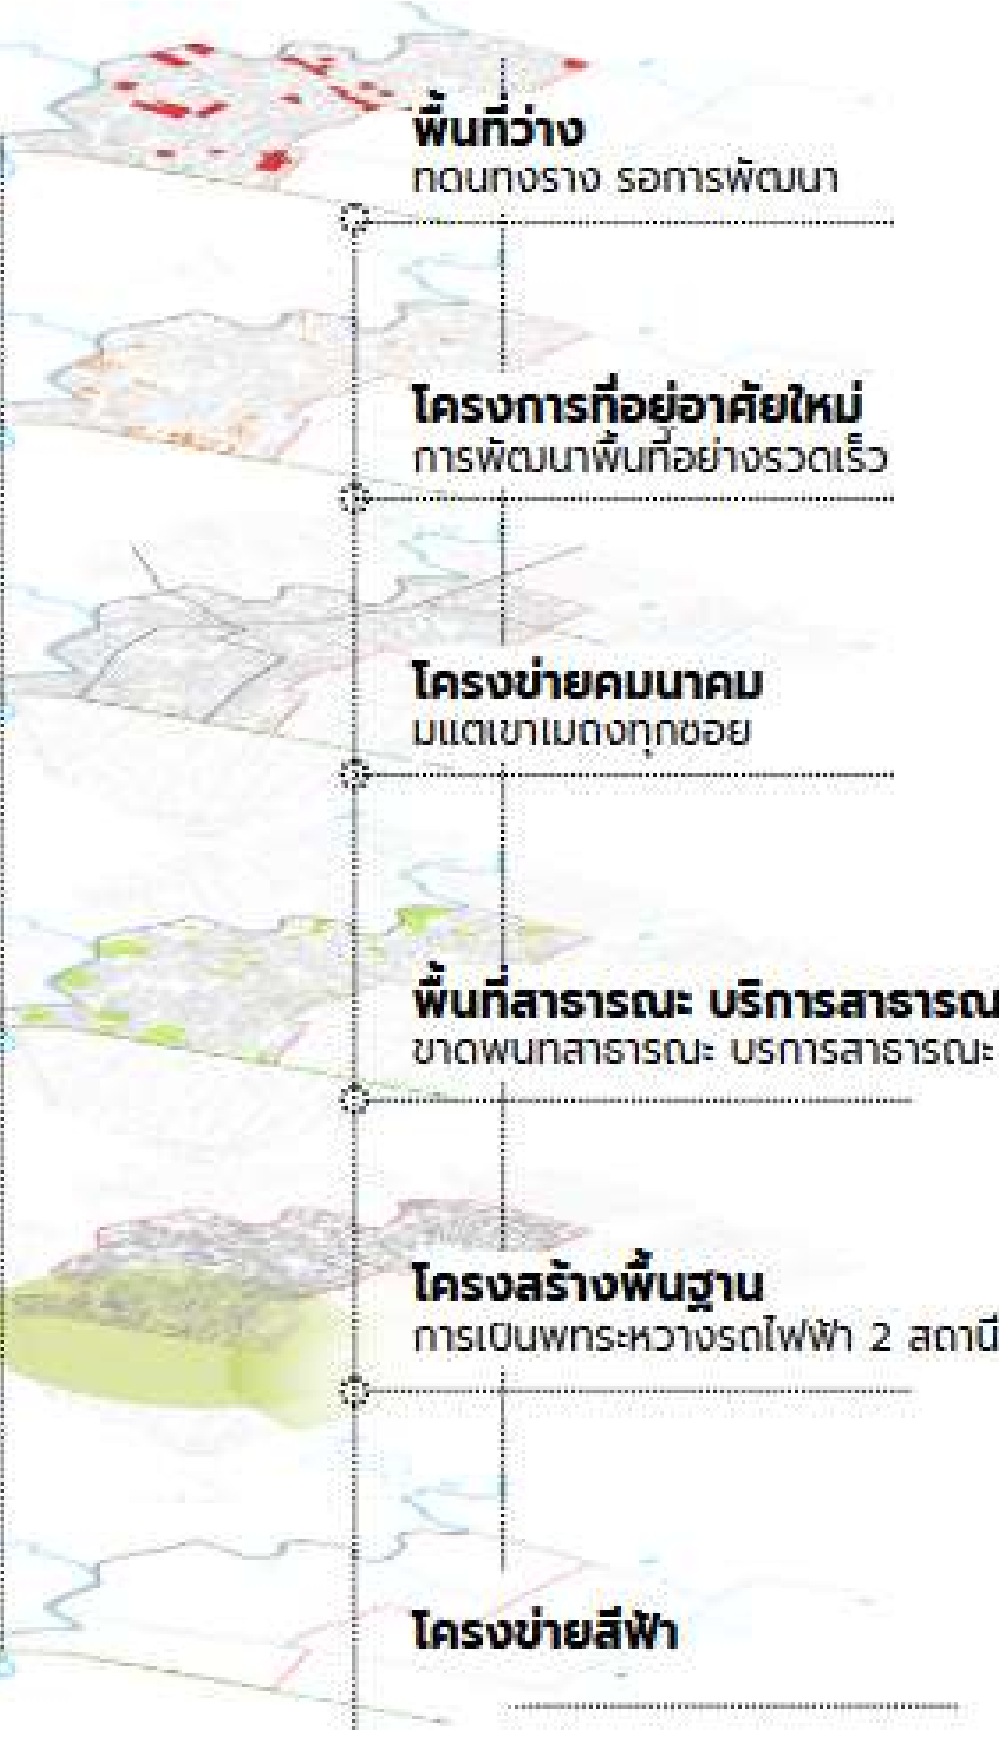 พื้นที่ว่าง
ทดนทงราง รอการพัฒนา
โครงการที่อยู่อาศัยใหม่
การพัฒนาพื้นที่อย่างรวดเร็ว
โครงข่ายคมนาคม
มแตเขาเมถงทุกซอย
พื้นที่สาธารณะ บริการสาธารณ
ขาดพนทสาธารณะ บรการสาธารณะ
โครงสร้างพื้นฐาน
การเปนพทระหวางรถไฟฟ้า 2 สถานี
โครงข่ายสีฟ้า